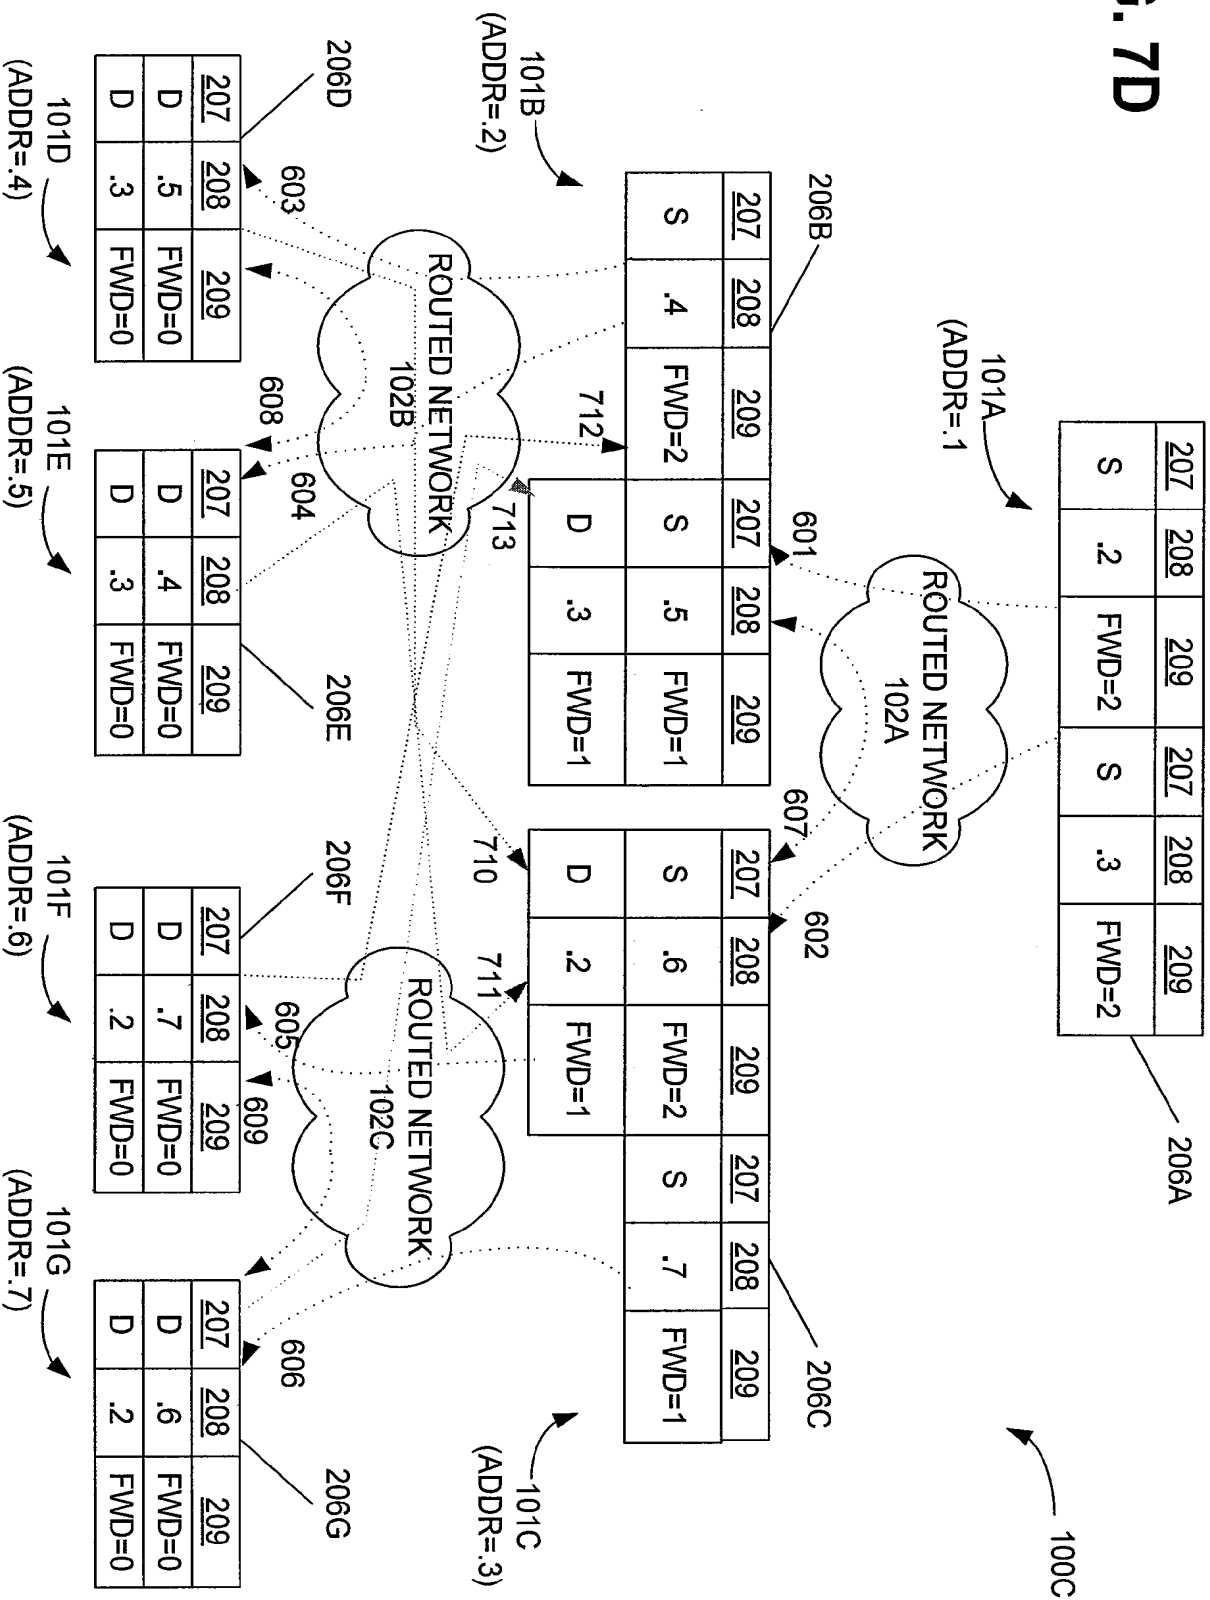 G. 7D
100C
206A
207 208 209 207 208 209
S .2 FWD=2 S .3 FWD=2
101A
(ADDR=.1
ROUTED NETWORK
102A
601
607
602
206B
101B
(ADDR=.2)
207 208 209 207 208 209
S .4 FWD=2 S .5 FWD=1
D .3 FWD=1
206C
101C
(ADDR=.3)
207 208 209 207 208 209
S .6 FWD=2 S .7 FWD=1
D .2 FWD=1
712
713
710
711
ROUTED NETWORK
102B
ROUTED NETWORK
102C
603
608
604
605
609
606
206D
207 208 209
D .5 FWD=0
D .3 FWD=0
101D
(ADDR=.4)
206E
207 208 209
D .4 FWD=0
D .3 FWD=0
101E
(ADDR=.5)
206F
207 208 209
D .7 FWD=0
D .2 FWD=0
101F
(ADDR=.6)
206G
207 208 209
D .6 FWD=0
D .2 FWD=0
101G
(ADDR=.7)